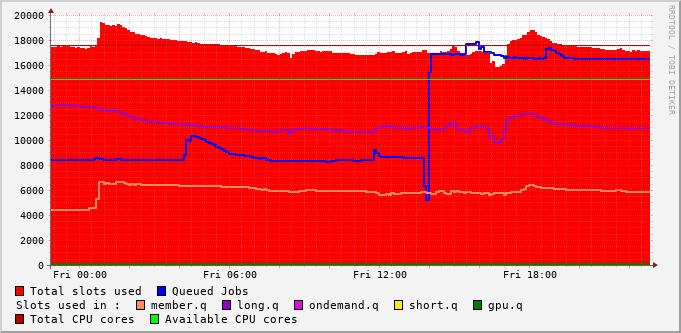 20000
18000
16000
14000
12000
10000
8000
6000
4000
2000
0
Fri 00:00 Fri 06:00 Fri 12:00 Fri 18:00
Total slots used Queued Jobs
Slots used in : member.q long.q ondemand.q short.q gpu.q
Total CPU cores Available CPU cores
RRDTOOL / TOBI OETIKER